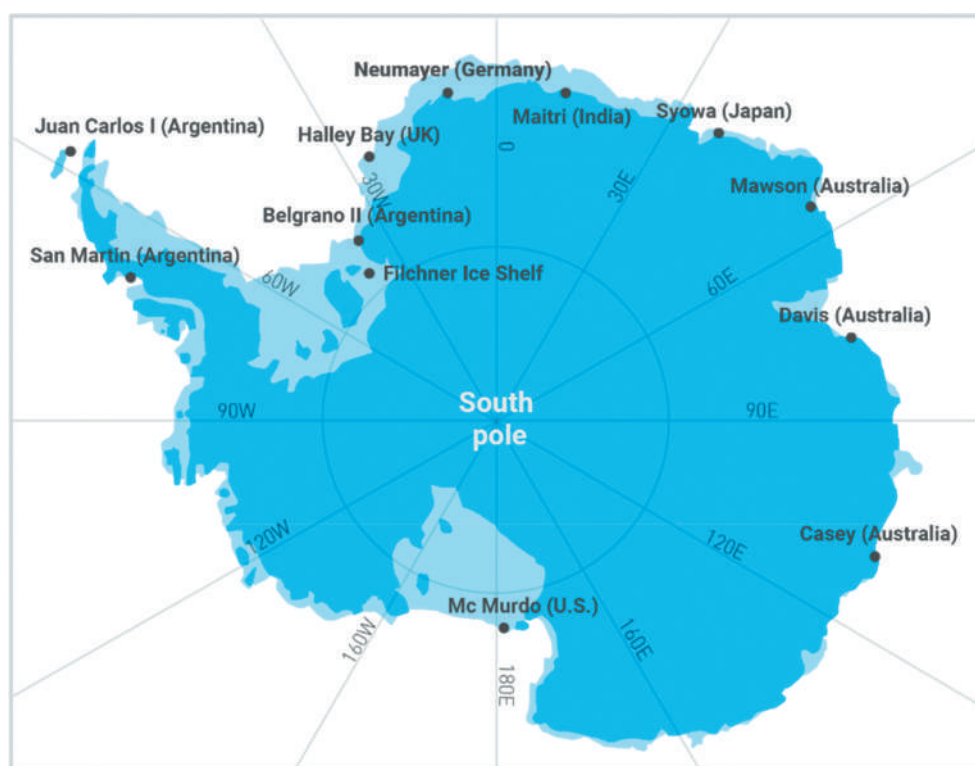 Neumayer (Germany)
Maitri (India)
Syowa (Japan)
Juan Carlos I (Argentina)
Halley Bay (UK)
0
30W
30E
Mawson (Australia)
Belgrano II (Argentina)
San Martin (Argentina)
Filchner Ice Shelf
60W
60E
Davis (Australia)
South
pole
90W
90E
120W
120E
Casey (Australia)
Mc Murdo (U.S.)
160W
160E
180E